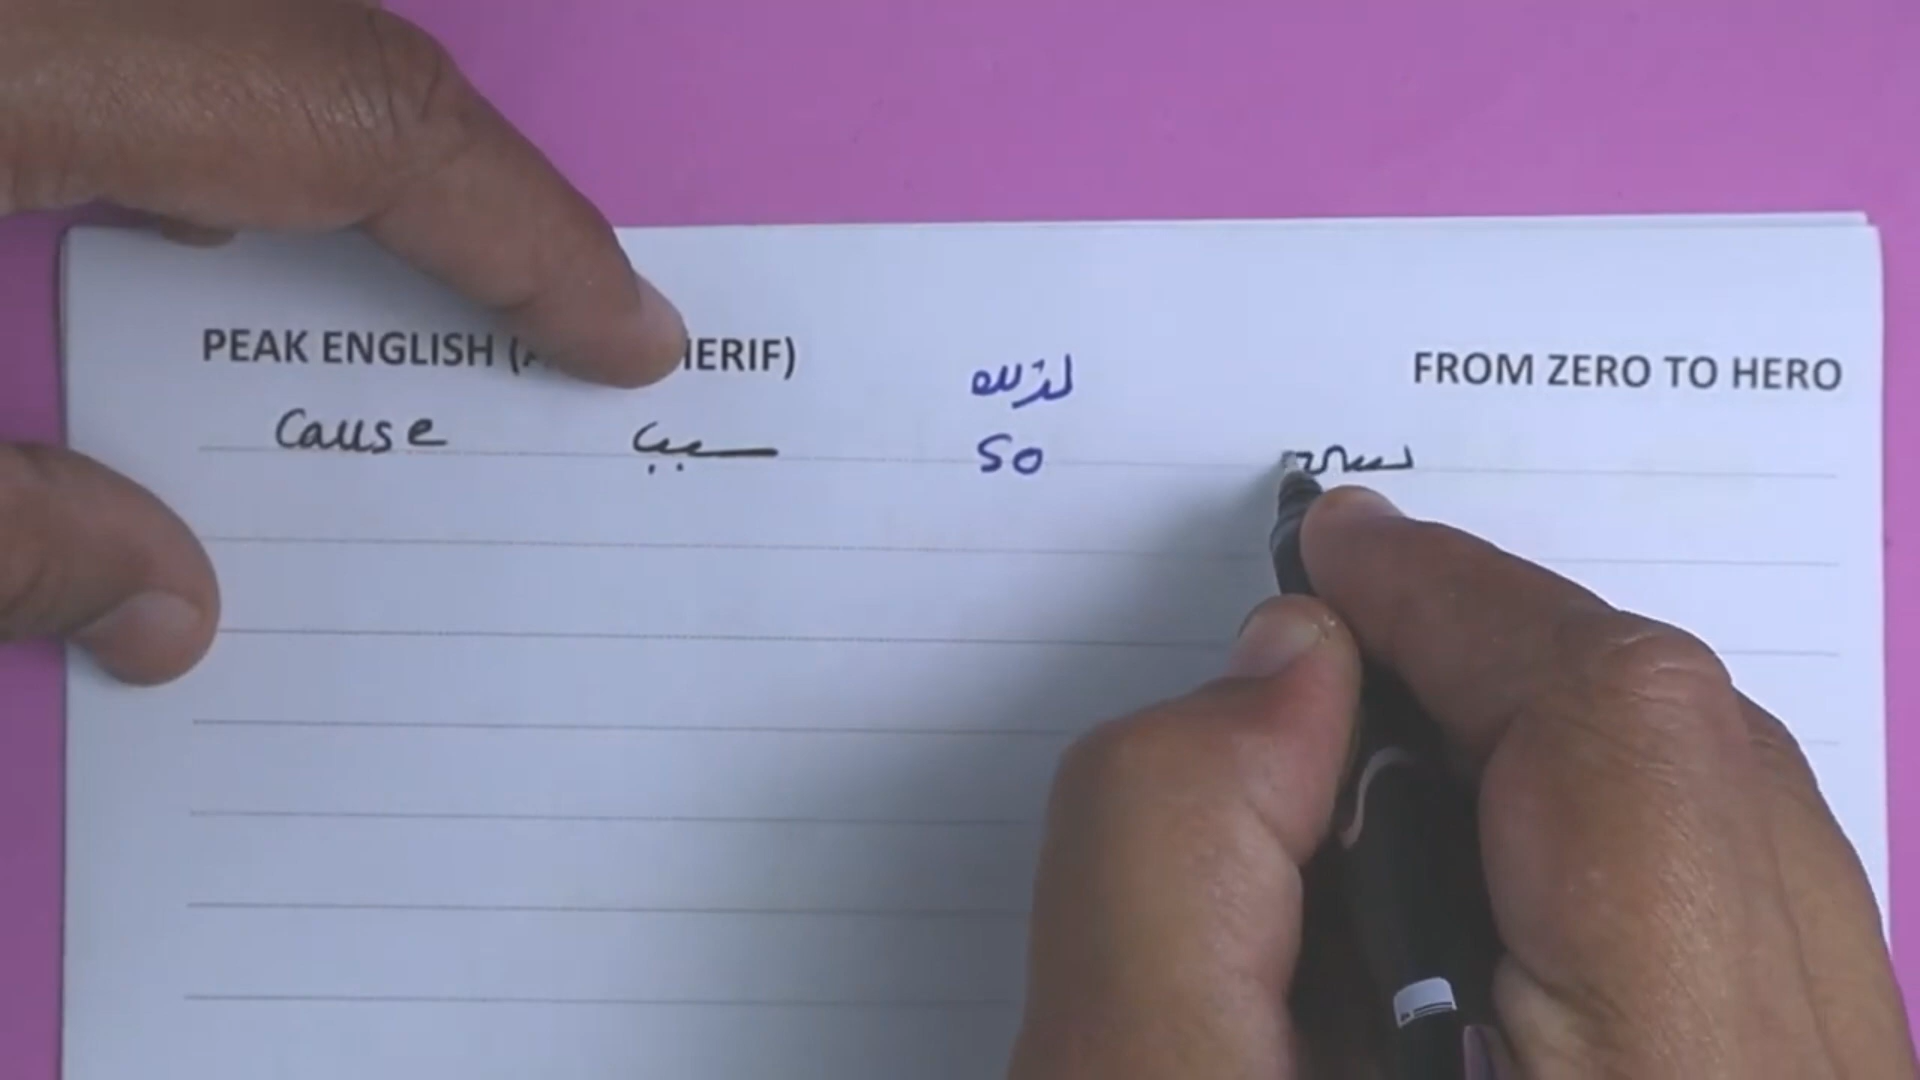 PEAK ENGLISH ( HERIF) FROM ZERO TO HERO
لذلك
Cause سبب so